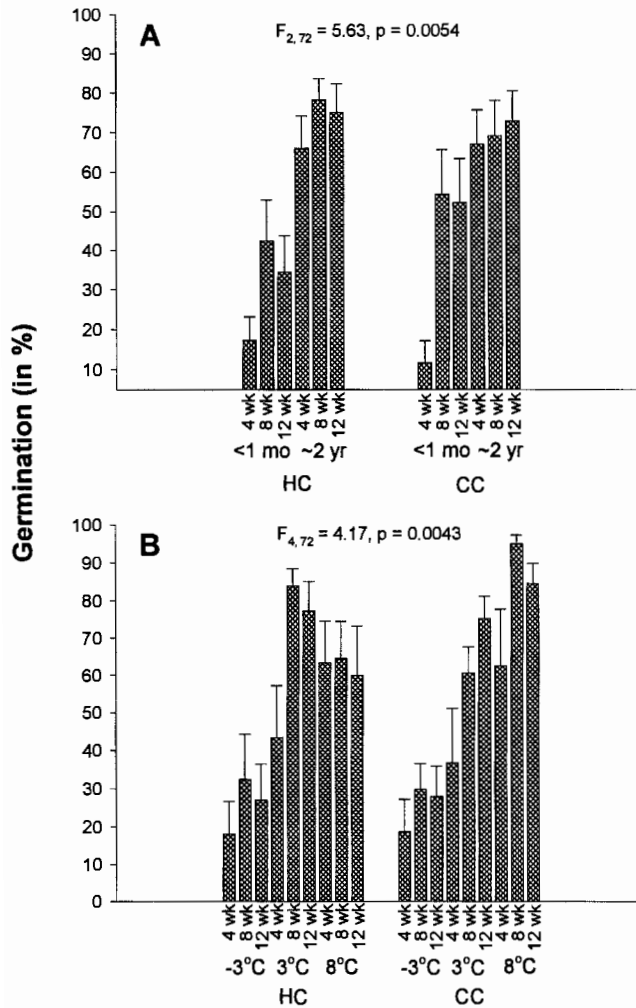 Germination (in %)
A
F2,72 = 5.63, p = 0.0054
100
90
80
70
60
50
40
30
20
10
4 wk
8 wk
12 wk
4 wk
8 wk
12 wk
4 wk
8 wk
12 wk
4 wk
8 wk
12 wk
<1 mo ~2 yr <1 mo ~2 yr
HC CC
B
F4,72 = 4.17, p = 0.0043
100
90
80
70
60
50
40
30
20
10
0
4 wk
8 wk
12 wk
4 wk
8 wk
12 wk
4 wk
8 wk
12 wk
4 wk
8 wk
12 wk
4 wk
8 wk
12 wk
4 wk
8 wk
12 wk
-3°C 3°C 8°C -3°C 3°C 8°C
HC CC